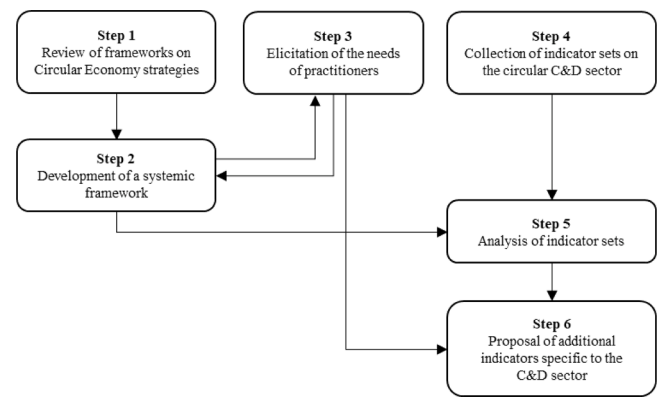 Step 1
Review of frameworks on
Circular Economy strategies
Step 2
Development of a systemic
framework
Step 3
Elicitation of the needs
of practitioners
Step 4
Collection of indicator sets on
the circular C&D sector
Step 5
Analysis of indicator sets
Step 6
Proposal of additional
indicators specific to the
C&D sector